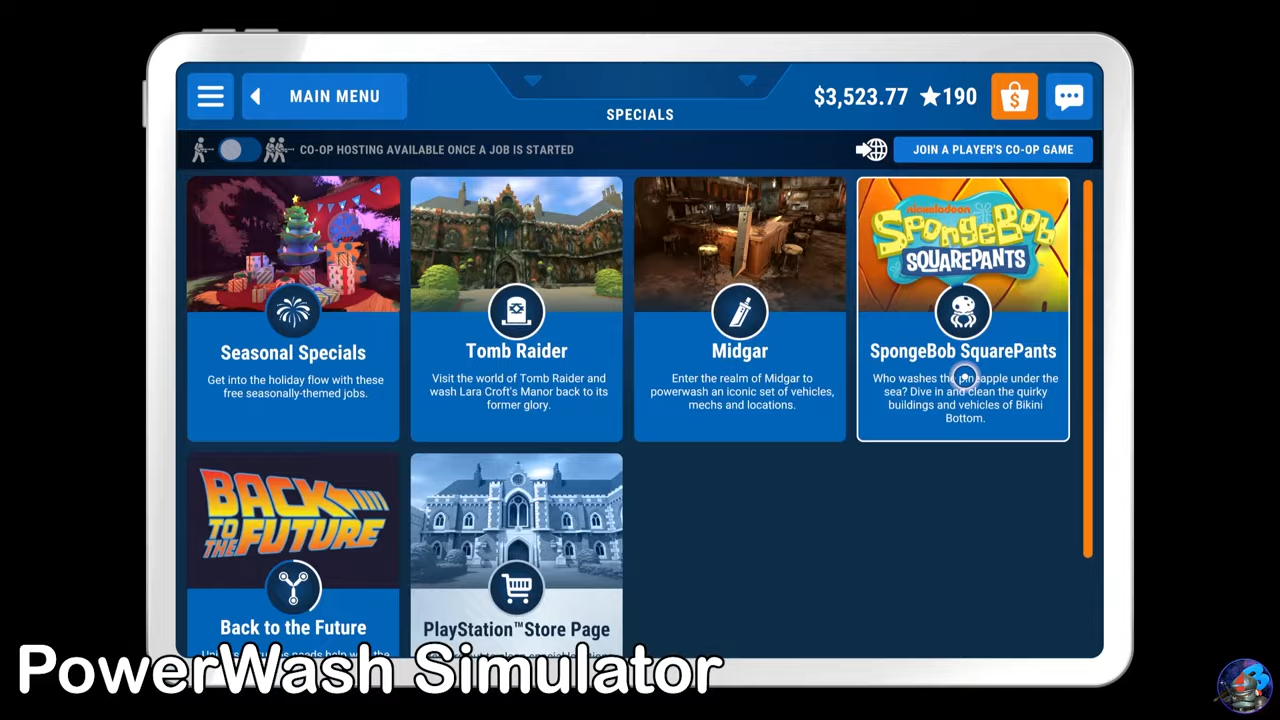 MAIN MENU
$3,523.77 ★190
SPECIALS
CO-OP HOSTING AVAILABLE ONCE A JOB IS STARTED
JOIN A PLAYER'S CO-OP GAME
Seasonal Specials
Get into the holiday flow with these
free seasonally-themed jobs.
Tomb Raider
Visit the world of Tomb Raider and
wash Lara Croft's Manor back to its
former glory.
Midgar
Enter the realm of Midgar to
powerwash an iconic set of vehicles,
mechs and locations.
nickelodeon
SPONGEBOB
SQUAREPANTS
SpongeBob SquarePants
Who washes the pineapple under the
sea? Dive in and clean the quirky
buildings and vehicles of Bikini
Bottom.
BACK
TO THE FUTURE
Back to the Future
PlayStation™Store Page
PowerWash Simulator